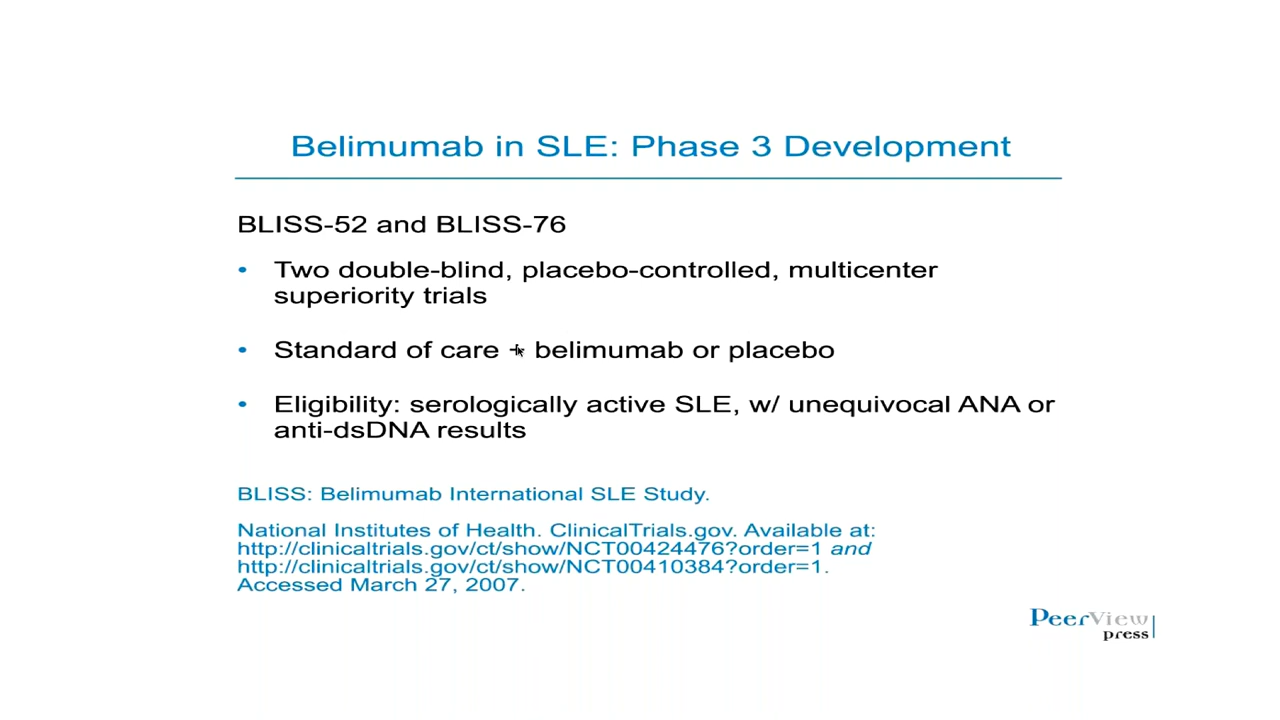 Belimumab in SLE: Phase 3 Development
BLISS-52 and BLISS-76
• Two double-blind, placebo-controlled, multicenter
superiority trials
• Standard of care + belimumab or placebo
• Eligibility: serologically active SLE, w/ unequivocal ANA or
anti-dsDNA results
BLISS: Belimumab International SLE Study.
National Institutes of Health. ClinicalTrials.gov. Available at:
http://clinicaltrials.gov/ct/show/NCT00424476?order=1 and
http://clinicaltrials.gov/ct/show/NCT00410384?order=1.
Accessed March 27, 2007.
PeerView
press